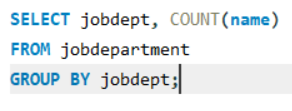 SELECT jobdept, COUNT(name)
FROM jobdepartment
GROUP BY jobdept;